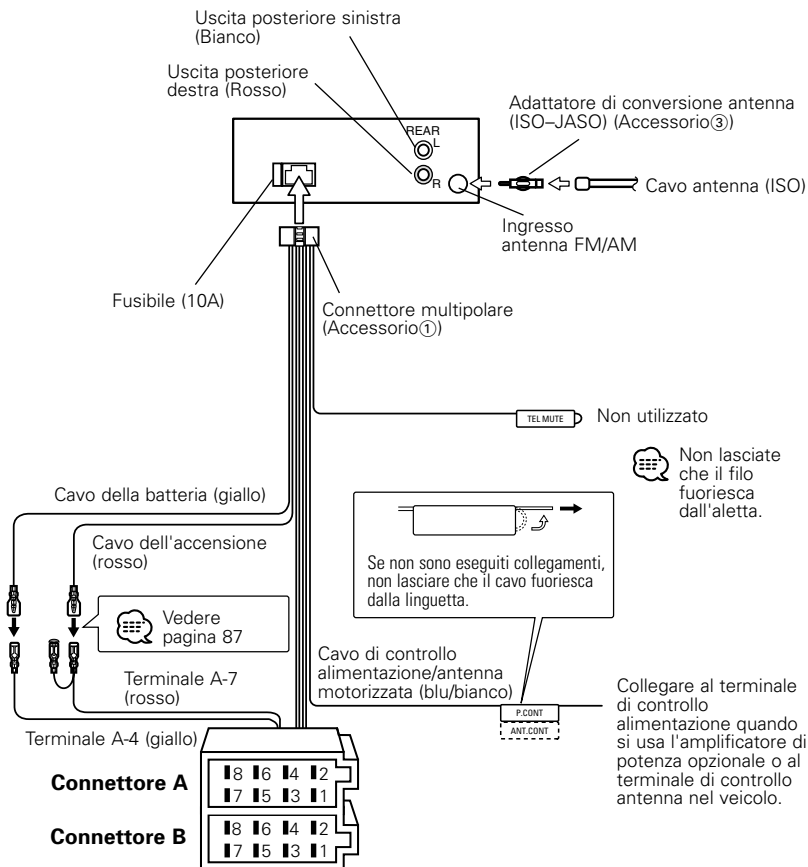 Uscita posteriore sinistra
(Bianco)
Uscita posteriore
destra (Rosso)
Adattatore di conversione antenna
(ISO–JASO) (Accessorio③)
REAR
L
R
Cavo antenna (ISO)
Ingresso
antenna FM/AM
Fusibile (10A)
Connettore multipolare
(Accessorio①)
TEL MUTE
Non utilizzato
Non lasciate
che il filo
fuoriesca
dall'aletta.
Cavo della batteria (giallo)
Cavo dell'accensione
(rosso)
Se non sono eseguiti collegamenti,
non lasciare che il cavo fuoriesca
dalla linguetta.
Vedere
pagina 87
Cavo di controllo
alimentazione/antenna
motorizzata (blu/bianco)
Terminale A-7
(rosso)
P.CONT
ANT.CONT
Collegare al terminale
di controllo
alimentazione quando
si usa l'amplificatore di
potenza opzionale o al
terminale di controllo
antenna nel veicolo.
Terminale A-4 (giallo)
Connettore A
8 6 4 2
7 5 3 1
Connettore B
8 6 4 2
7 5 3 1